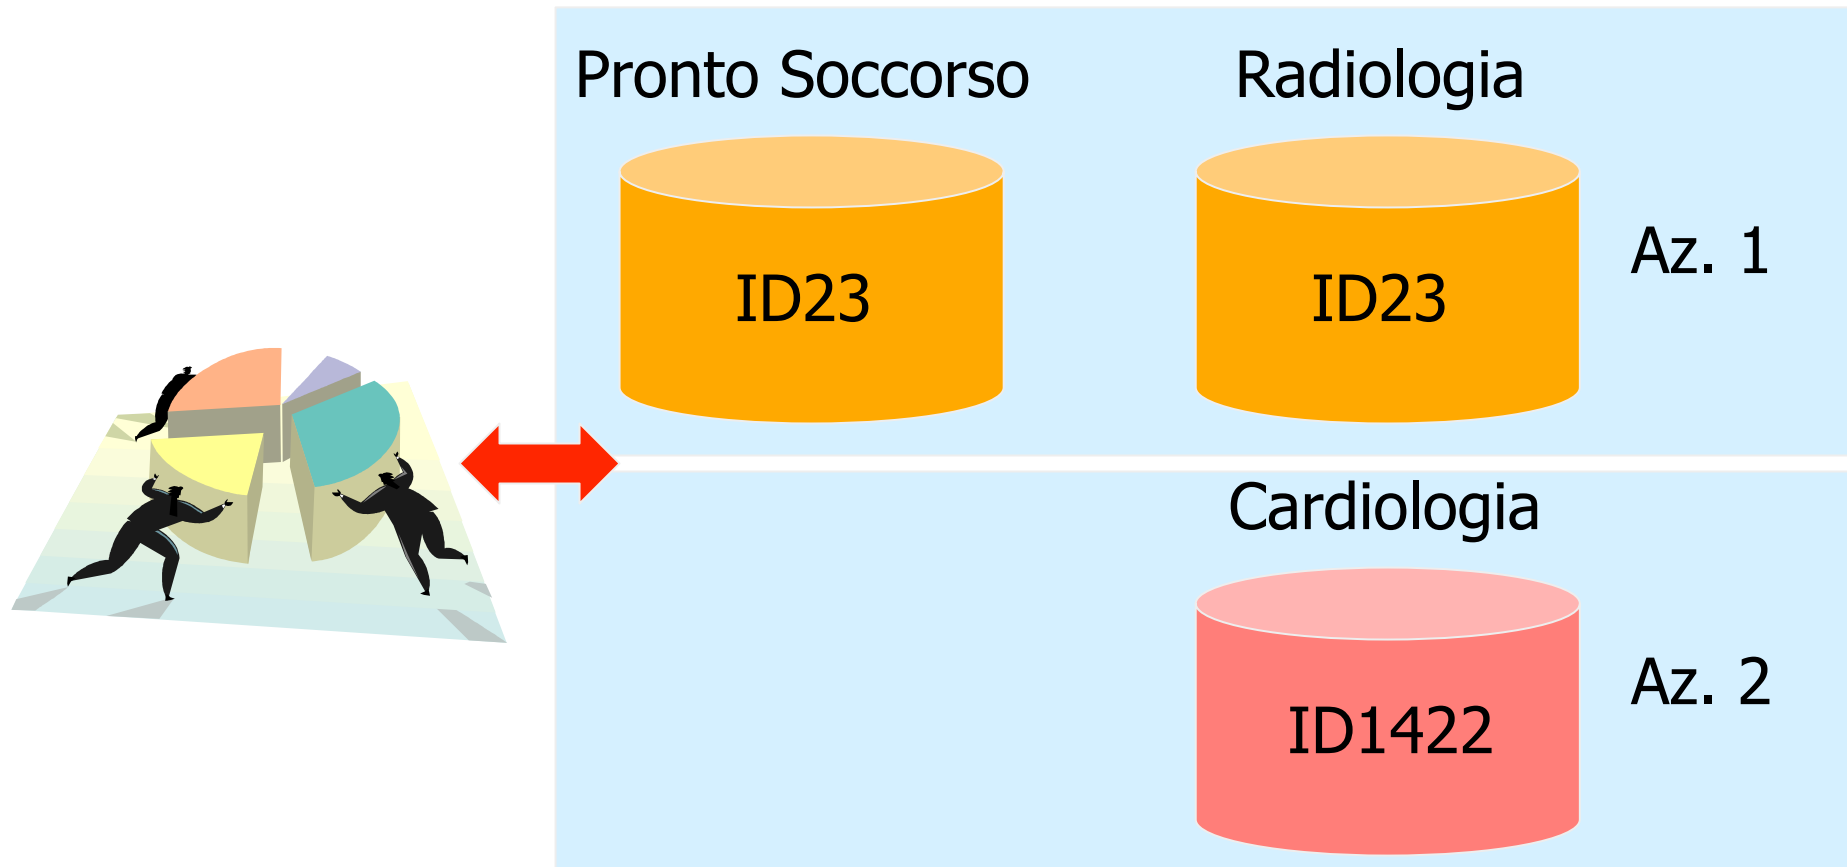 Pronto Soccorso
Radiologia
ID23
ID23
Az. 1
Cardiologia
ID1422
Az. 2